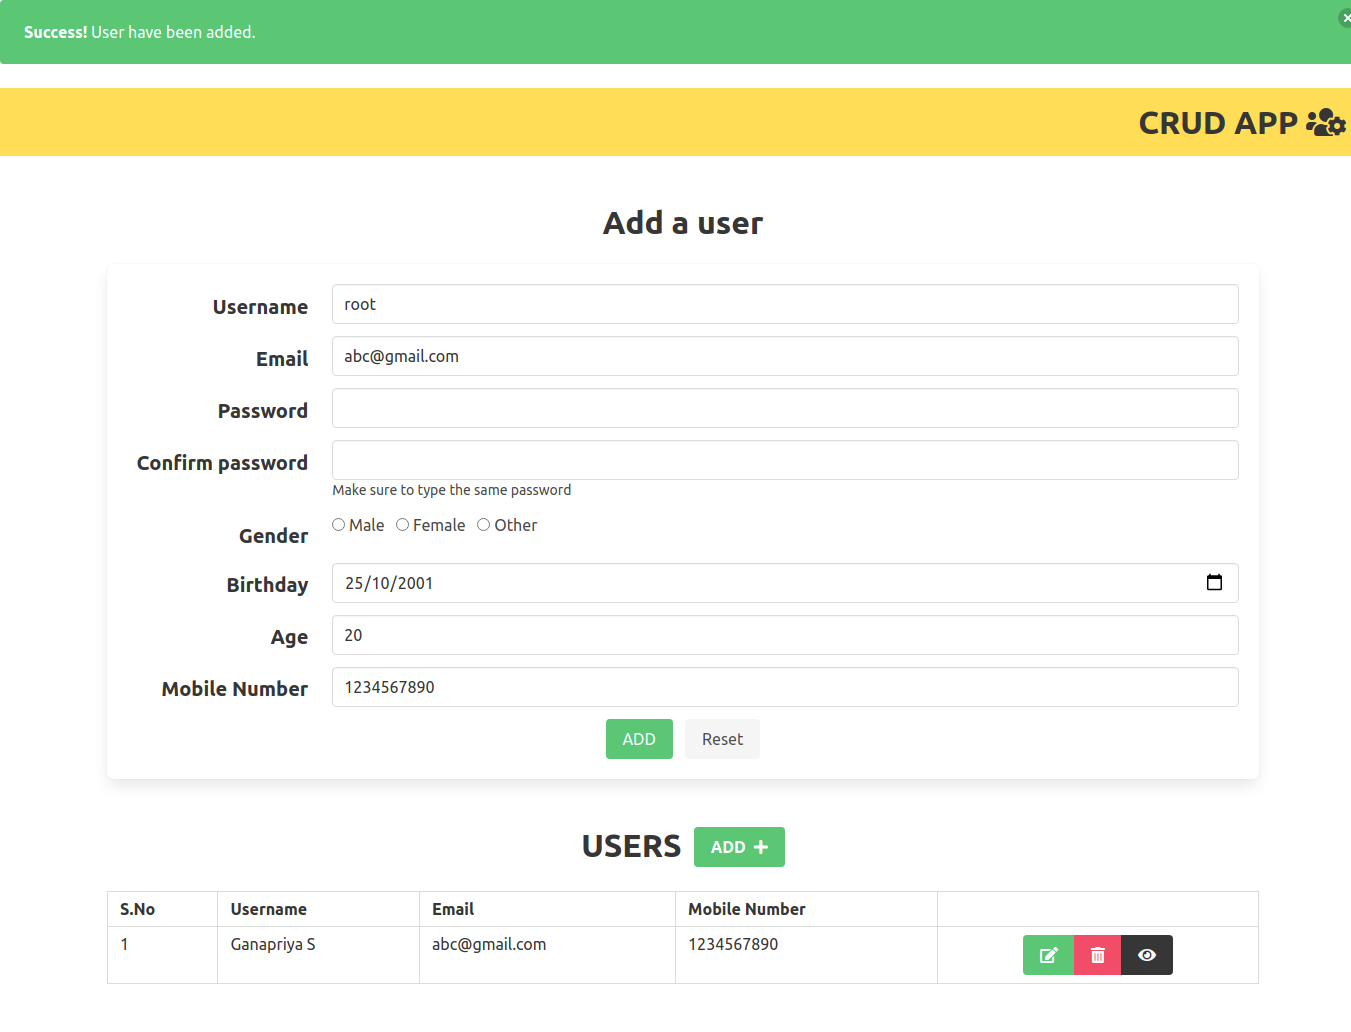 Success! User have been added.
CRUD APP
Add a user
Username root
Email abc@gmail.com
Password
Confirm password
Make sure to type the same password
Gender Male Female Other
Birthday 25/10/2001
Age 20
Mobile Number 1234567890
ADD Reset
USERS ADD
S.No Username Email Mobile Number
1 Ganapriya S abc@gmail.com 1234567890